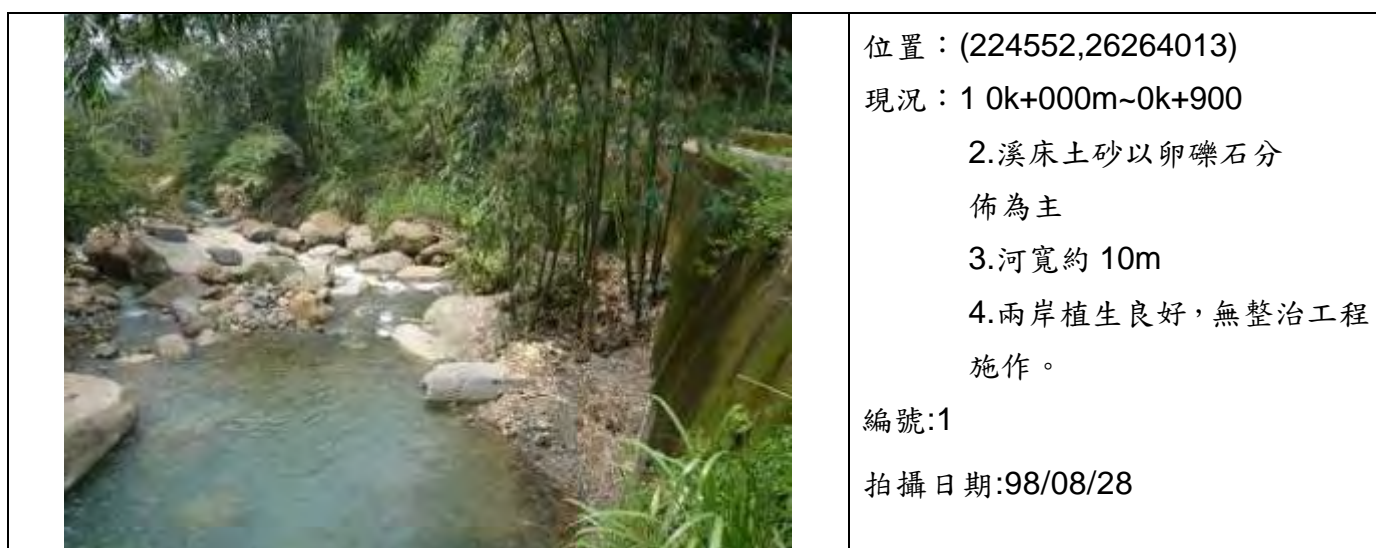 位置：(224552,26264013)
現況：1 0k+000m~0k+900
2.溪床土砂以卵礫石分
佈為主
3.河寬約 10m
4.兩岸植生良好，無整治工程
施作。
編號:1
拍攝日期:98/08/28